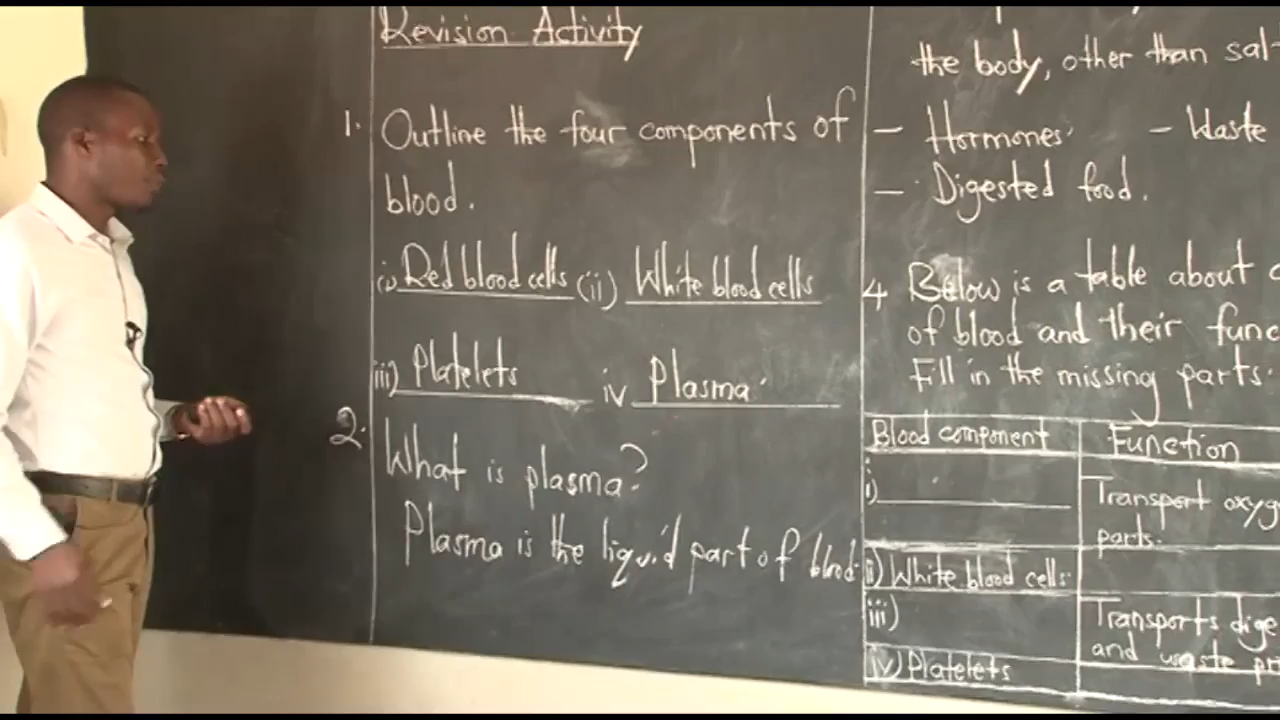 Revision Activity
1. Outline the four components of
blood.
i) Red blood cells (ii) White blood cells
iii) Platelets iv Plasma
2. What is plasma?
Plasma is the liquid part of blood.
the body, other than sal
- Hormones - Waste
- Digested food.
4 Below is a table about
of blood and their func
Fill in the missing parts.
Blood component Function
i) Transport oxyg
parts.
ii) White blood cells.
iii) Transports dige
and waste pr
iv) Platelets